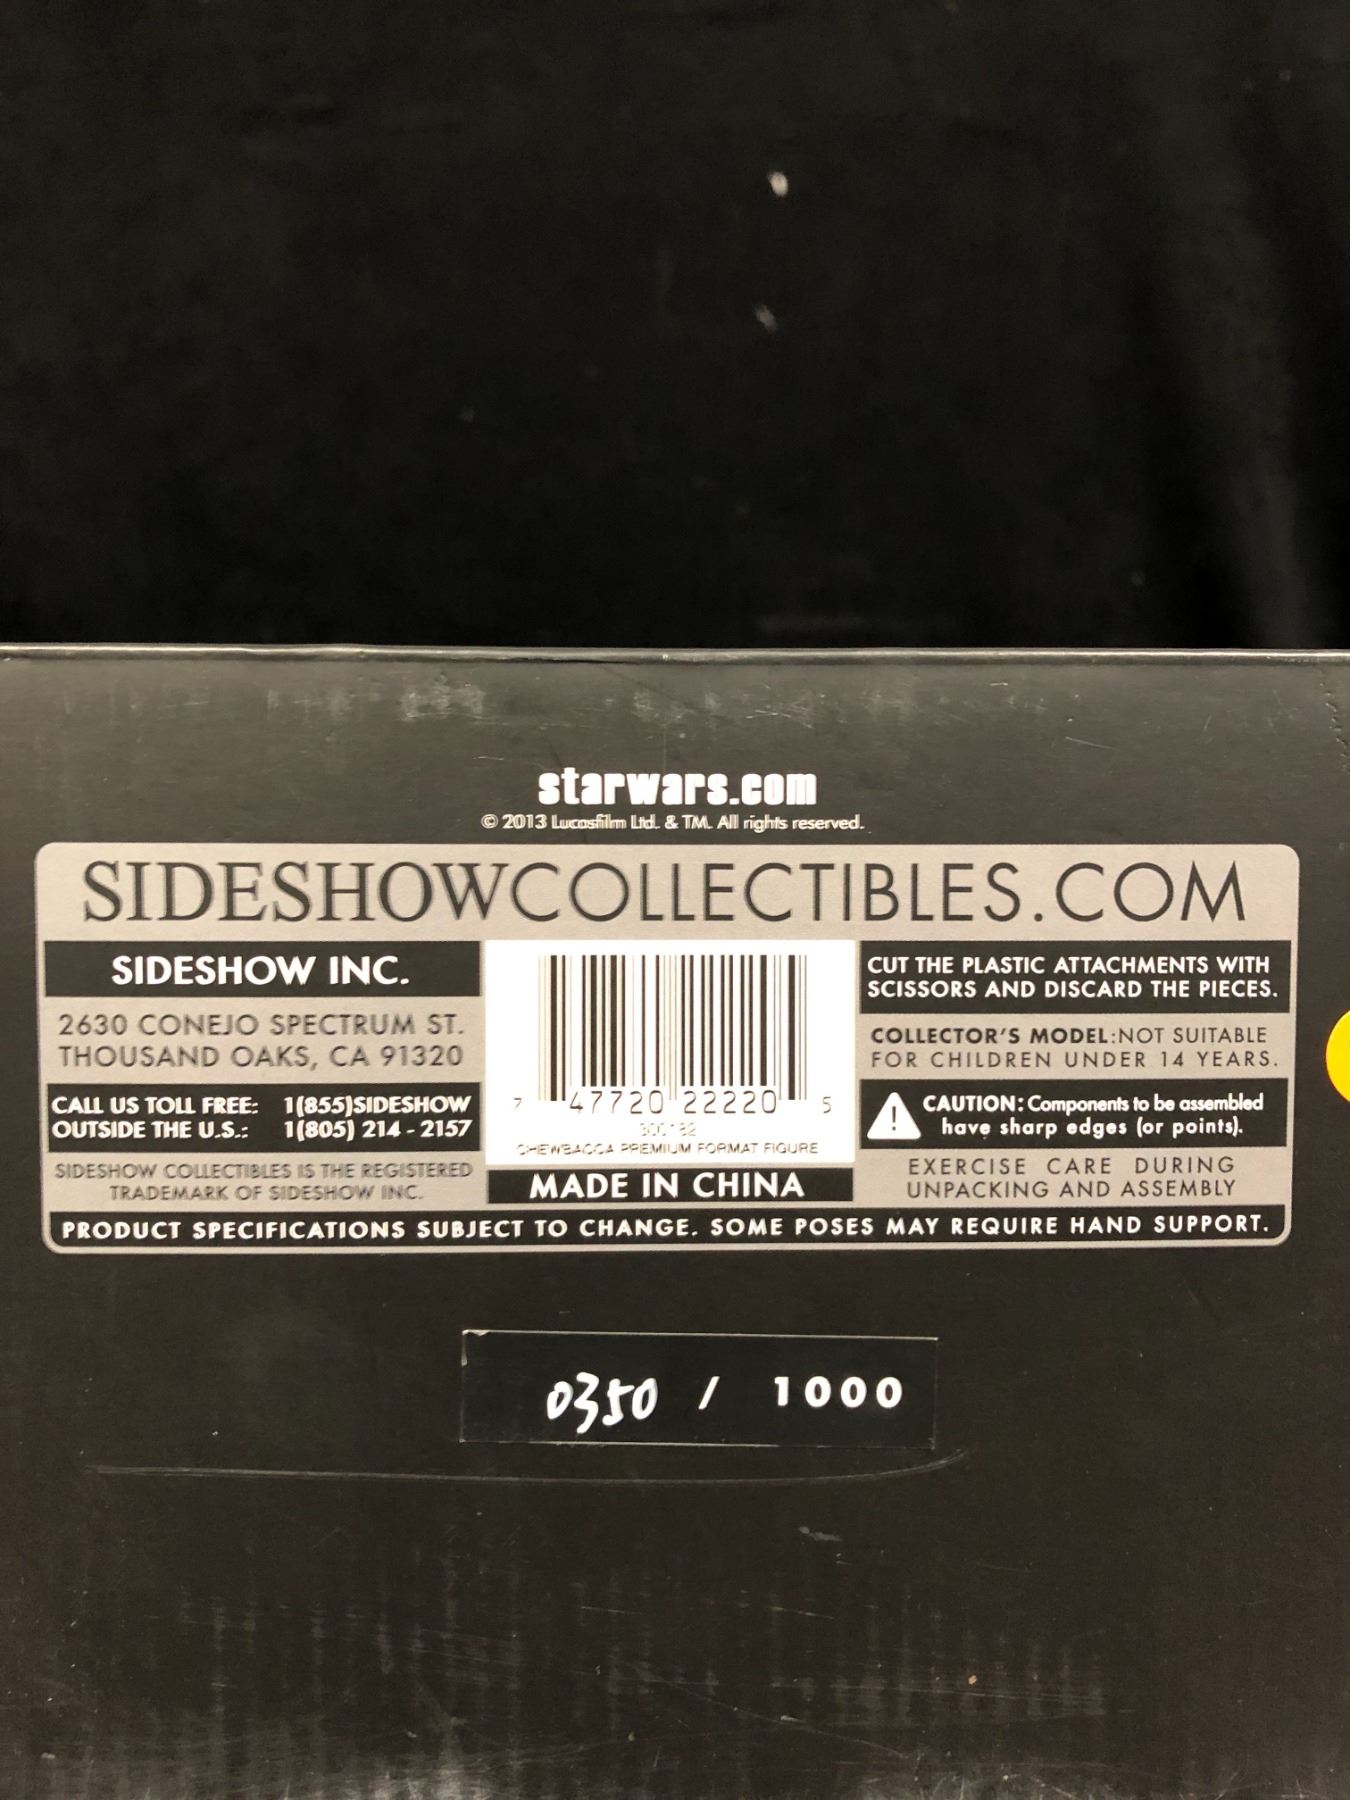 starwars.com
© 2013 Lucasfilm Ltd. & TM. All rights reserved.
SIDESHOWCOLLECTIBLES.COM
SIDESHOW INC.
2630 CONEJO SPECTRUM ST.
THOUSAND OAKS, CA 91320
CALL US TOLL FREE: 1(855)SIDESHOW
OUTSIDE THE U.S.: 1(805) 214 - 2157
SIDESHOW COLLECTIBLES IS THE REGISTERED
TRADEMARK OF SIDESHOW INC.
7 47720 22220 5
CHEWBACCA PREMIUM FORMAT FIGURE
MADE IN CHINA
CUT THE PLASTIC ATTACHMENTS WITH
SCISSORS AND DISCARD THE PIECES.
COLLECTOR'S MODEL:NOT SUITABLE
FOR CHILDREN UNDER 14 YEARS.
CAUTION: Components to be assembled
have sharp edges (or points).
EXERCISE CARE DURING
UNPACKING AND ASSEMBLY
PRODUCT SPECIFICATIONS SUBJECT TO CHANGE. SOME POSES MAY REQUIRE HAND SUPPORT.
0350 / 1000